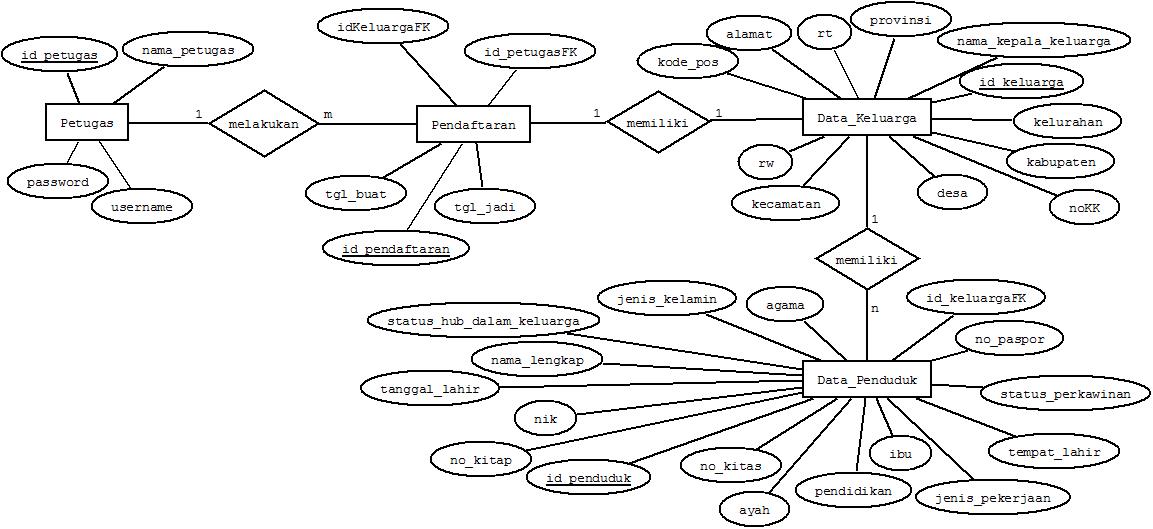 provinsi
idKeluargaFK
alamat
rt
nama_kepala_keluarga
id_petugas
nama_petugas
id_petugasFK
kode_pos
id_keluarga
Petugas
1
melakukan
m
Pendaftaran
1
memiliki
1
Data_Keluarga
kelurahan
rw
kabupaten
password
tgl_buat
tgl_jadi
kecamatan
desa
noKK
username
1
id_pendaftaran
memiliki
jenis_kelamin
agama
n
id_keluargaFK
status_hub_dalam_keluarga
no_paspor
nama_lengkap
tanggal_lahir
Data_Penduduk
status_perkawinan
nik
no_kitap
id_penduduk
no_kitas
ibu
tempat_lahir
ayah
pendidikan
jenis_pekerjaan